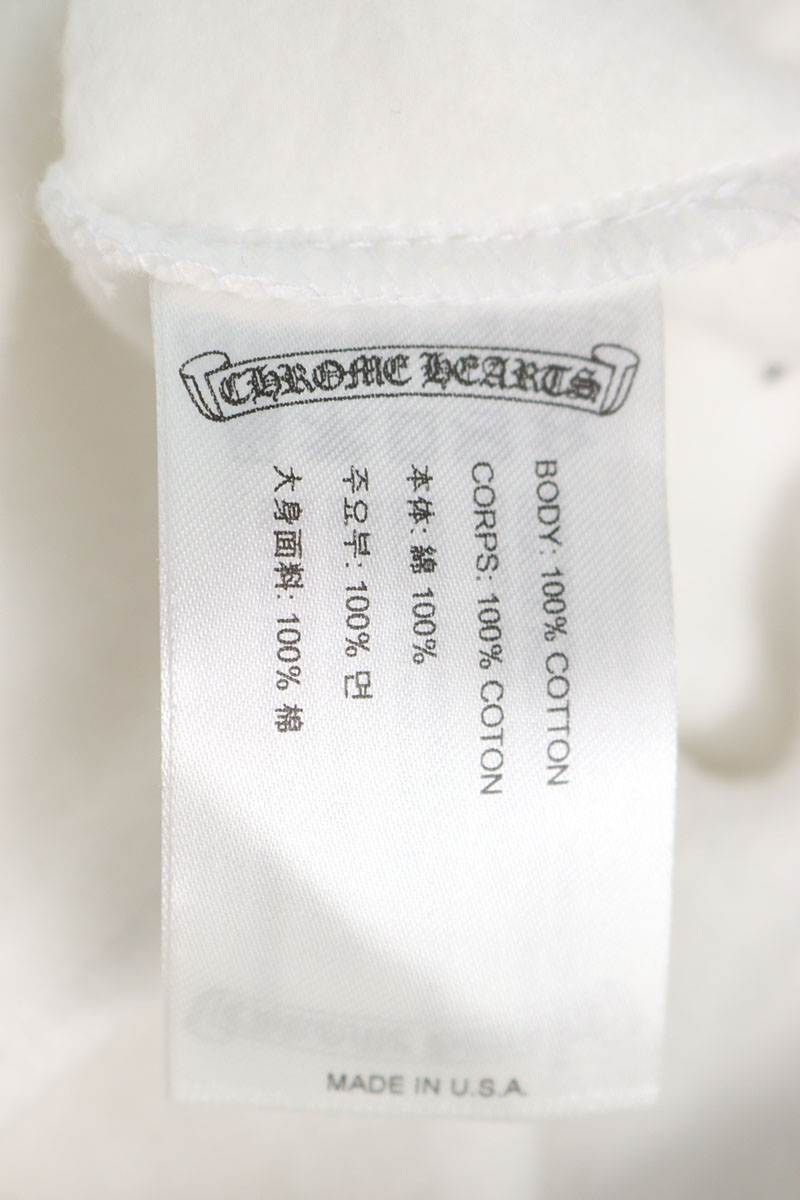 CHROME HEARTS
BODY: 100% COTTON
CORPS: 100% COTON
本体: 綿 100%
주요부: 100% 면
大身面料: 100% 棉
MADE IN U.S.A.